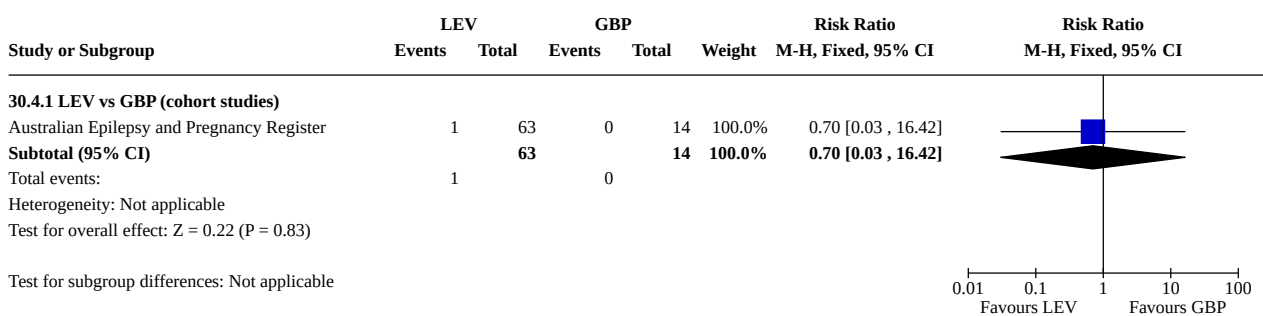 LEV GBP Risk Ratio Risk Ratio
Study or Subgroup Events Total Events Total Weight M-H, Fixed, 95% CI M-H, Fixed, 95% CI
30.4.1 LEV vs GBP (cohort studies)
Australian Epilepsy and Pregnancy Register 1 63 0 14 100.0% 0.70 [0.03 , 16.42]
Subtotal (95% CI) 63 14 100.0% 0.70 [0.03 , 16.42]
Total events: 1 0
Heterogeneity: Not applicable
Test for overall effect: Z = 0.22 (P = 0.83)
Test for subgroup differences: Not applicable
0.01 0.1 1 10 100
Favours LEV Favours GBP